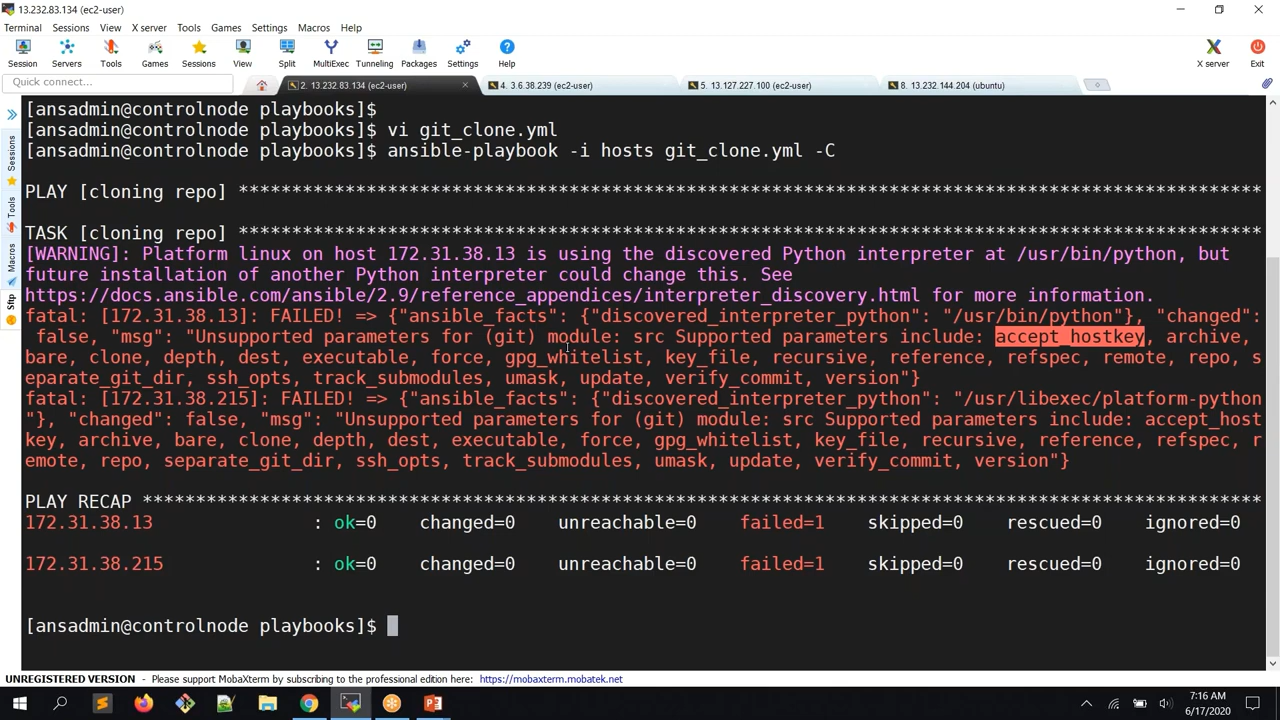 13.232.83.134 (ec2-user)
Terminal Sessions View X server Tools Games Settings Macros Help
Session Servers Tools Games Sessions View Split MultiExec Tunneling Packages Settings Help X server Exit
Quick connect...
2. 13.232.83.134 (ec2-user)
4. 3.6.38.239 (ec2-user)
5. 13.127.227.100 (ec2-user)
8. 13.232.144.204 (ubuntu)
Sessions
Tools
Macros
Sftp
[ansadmin@controlnode playbooks]$
[ansadmin@controlnode playbooks]$ vi git_clone.yml
[ansadmin@controlnode playbooks]$ ansible-playbook -i hosts git_clone.yml -C
PLAY [cloning repo] ****************************************************************************************************
TASK [cloning repo] ****************************************************************************************************
[WARNING]: Platform linux on host 172.31.38.13 is using the discovered Python interpreter at /usr/bin/python, but
future installation of another Python interpreter could change this. See
https://docs.ansible.com/ansible/2.9/reference_appendices/interpreter_discovery.html for more information.
fatal: [172.31.38.13]: FAILED! => {"ansible_facts": {"discovered_interpreter_python": "/usr/bin/python"}, "changed":
 false, "msg": "Unsupported parameters for (git) module: src Supported parameters include: accept_hostkey, archive,
bare, clone, depth, dest, executable, force, gpg_whitelist, key_file, recursive, reference, refspec, remote, repo, s
eparate_git_dir, ssh_opts, track_submodules, umask, update, verify_commit, version"}
fatal: [172.31.38.215]: FAILED! => {"ansible_facts": {"discovered_interpreter_python": "/usr/libexec/platform-python
"}, "changed": false, "msg": "Unsupported parameters for (git) module: src Supported parameters include: accept_host
key, archive, bare, clone, depth, dest, executable, force, gpg_whitelist, key_file, recursive, reference, refspec, r
emote, repo, separate_git_dir, ssh_opts, track_submodules, umask, update, verify_commit, version"}
PLAY RECAP *************************************************************************************************************
172.31.38.13 : ok=0 changed=0 unreachable=0 failed=1 skipped=0 rescued=0 ignored=0
172.31.38.215 : ok=0 changed=0 unreachable=0 failed=1 skipped=0 rescued=0 ignored=0
[ansadmin@controlnode playbooks]$
UNREGISTERED VERSION - Please support MobaXterm by subscribing to the professional edition here: https://mobaxterm.mobatek.net
7:16 AM
6/17/2020